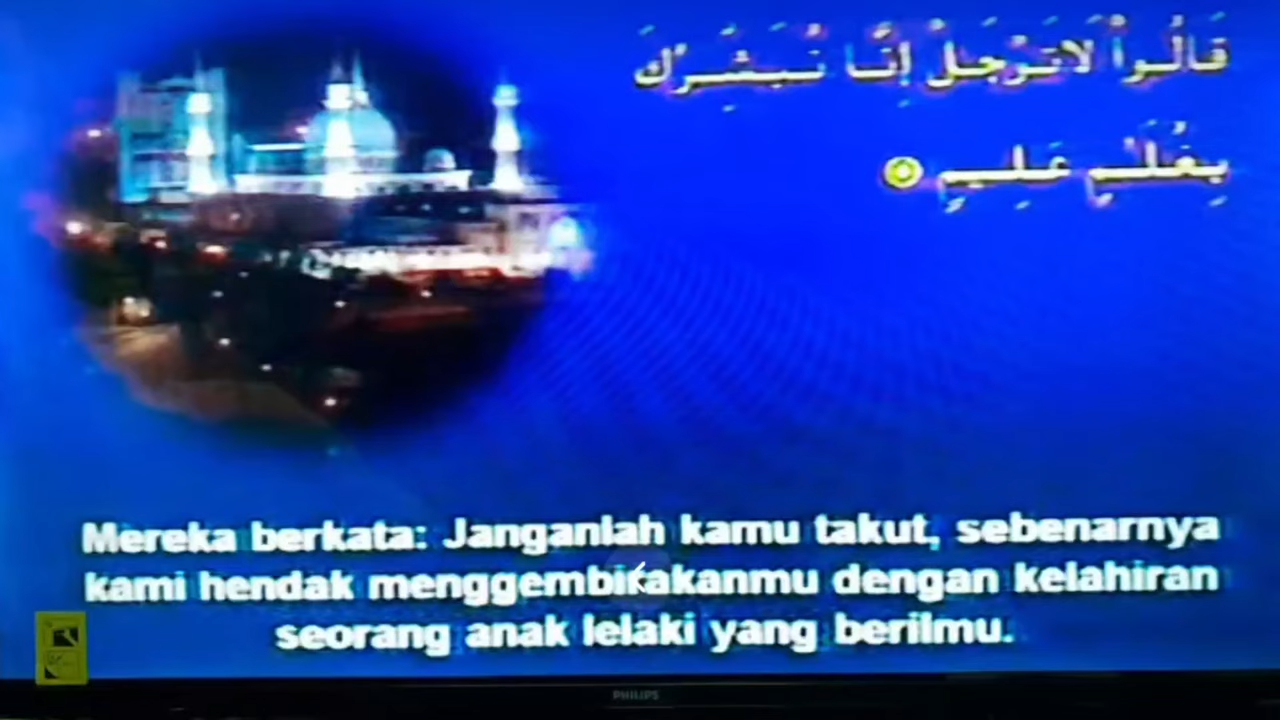 قَالُوا۟ لَا تَوْجَلْ إِنَّا نُبَشِّرُكَ
بِغُلَٰمٍ عَلِيمٍ
Mereka berkata: Janganlah kamu takut, sebenarnya
kami hendak menggembirakanmu dengan kelahiran
seorang anak lelaki yang berilmu.
PHILIPS